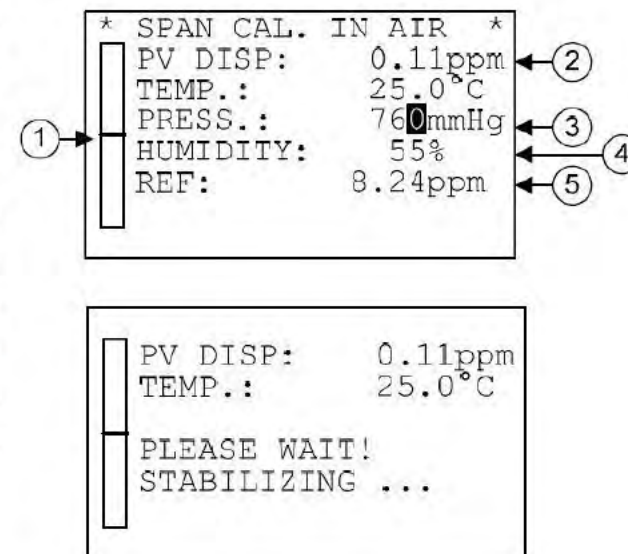 * SPAN CAL. IN AIR *
PV DISP: 0.11ppm
2
TEMP.: 25.0°C
1
PRESS.: 760mmHg
3
HUMIDITY: 55%
4
REF: 8.24ppm
5
PV DISP: 0.11ppm
TEMP.: 25.0°C
PLEASE WAIT!
STABILIZING ...